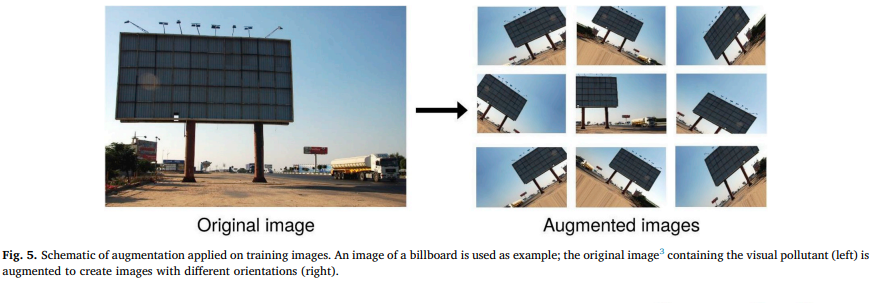 Original image
Augmented images
Fig. 5. Schematic of augmentation applied on training images. An image of a billboard is used as example; the original image³ containing the visual pollutant (left) is
augmented to create images with different orientations (right).